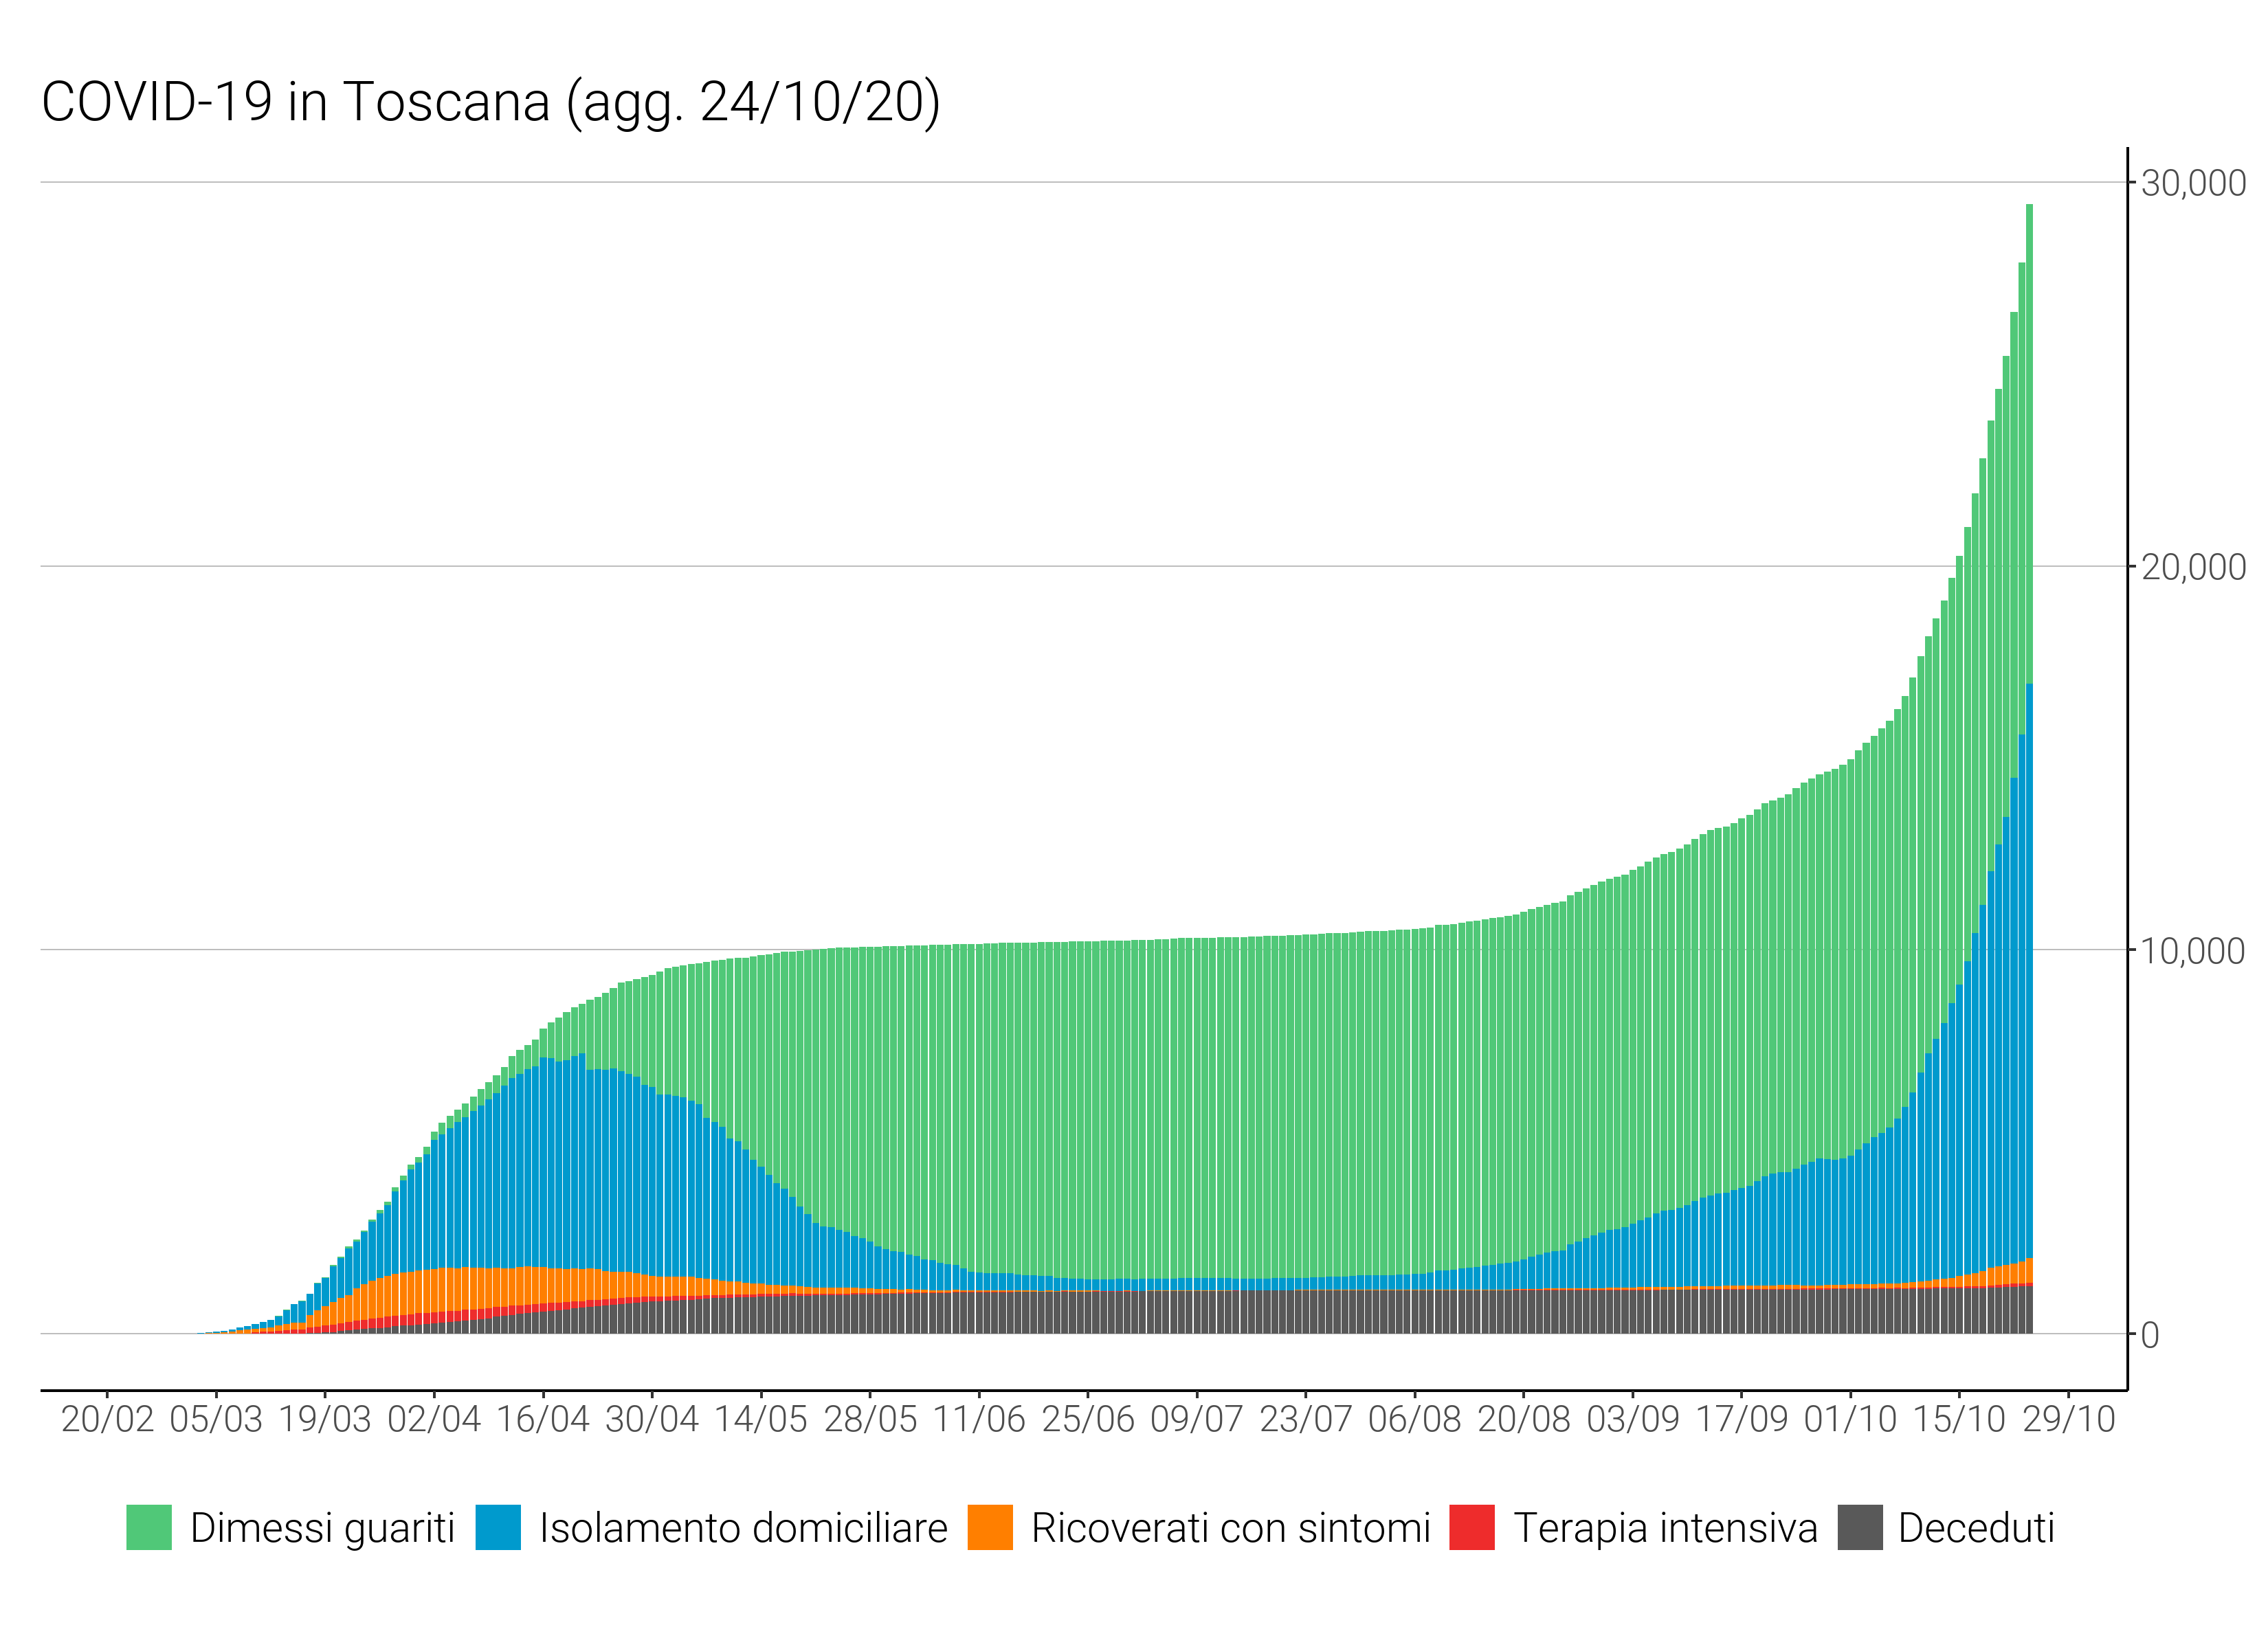 COVID-19 in Toscana (agg. 24/10/20)
30,000
20,000
10,000
0
20/02 05/03 19/03 02/04 16/04 30/04 14/05 28/05 11/06 25/06 09/07 23/07 06/08 20/08 03/09 17/09 01/10 15/10 29/10
Dimessi guariti Isolamento domiciliare Ricoverati con sintomi Terapia intensiva Deceduti